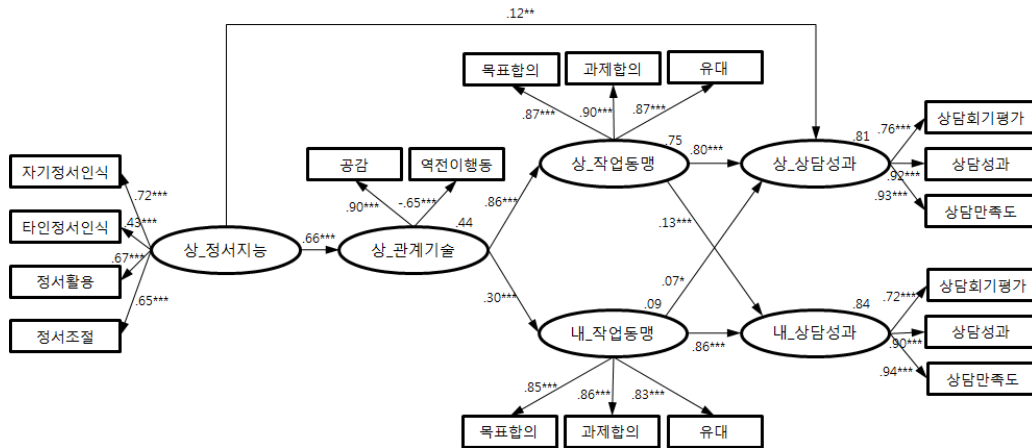 .12**
목표합의
과제합의
유대
.87***
.90***
.87***
상담회기평가
자기정서인식
공감
역전이행동
.75
.81
.76***
상_작업동맹
.80***
상_상담성과
상담성과
.92***
.72***
.90***
-.65***
.86***
.93***
상담만족도
타인정서인식
.43***
.44
.13***
상_정서지능
.66***
상_관계기술
.67***
정서활용
.65***
.30***
.07*
상담회기평가
.09
.84
.72***
정서조절
내_작업동맹
.86***
내_상담성과
상담성과
.90***
.94***
상담만족도
.85***
.86***
.83***
목표합의
과제합의
유대